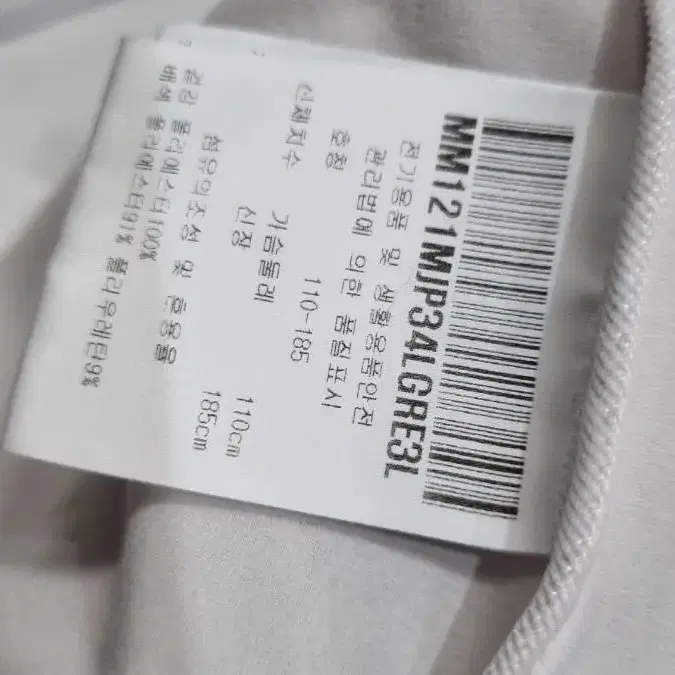 MM121MJP34LGRE3L
전기용품 및 생활용품안전
관리법에 의한 품질표시
호칭 110-185
신체치수 가슴둘레 110cm
신장 185cm
섬유의조성 및 혼용율
겉감 폴리에스터100%
배색 폴리에스터91% 폴리우레탄9%